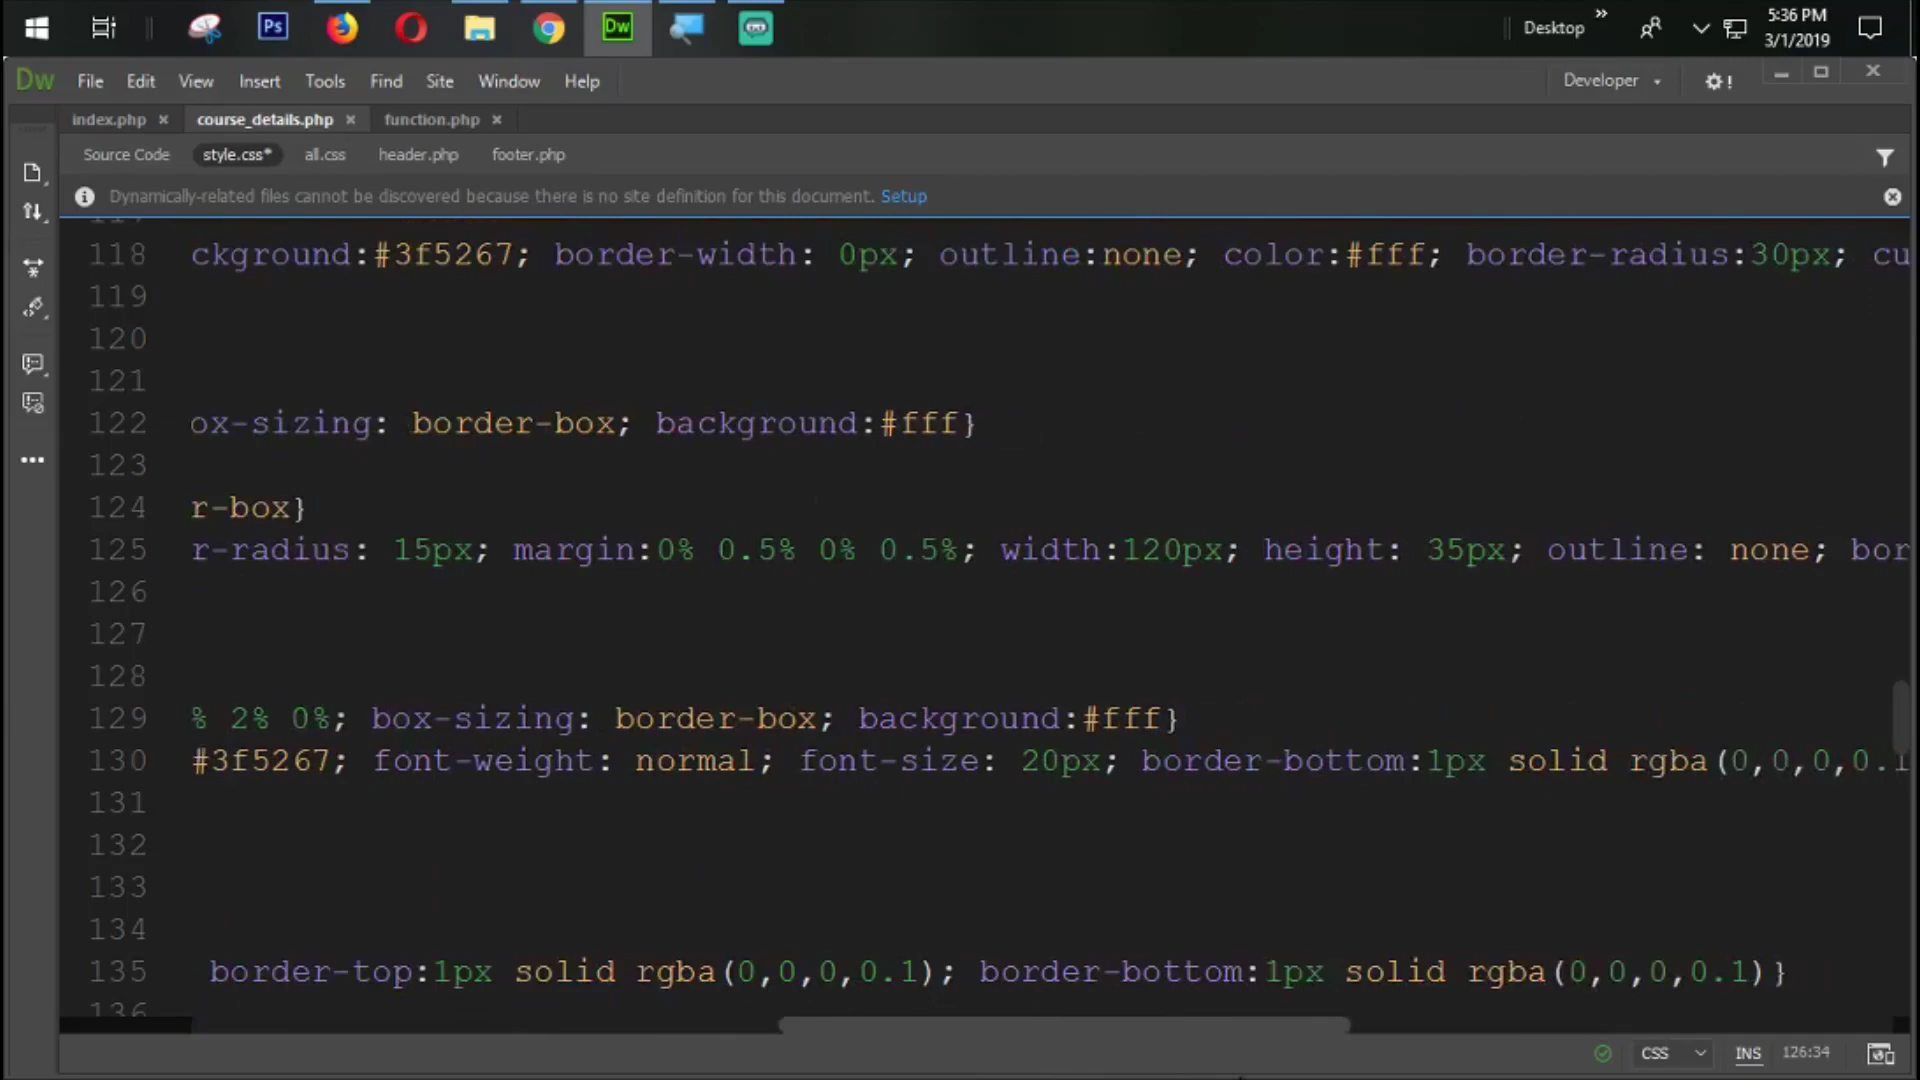 Ps
Dw
Desktop »
5:36 PM
3/1/2019
Dw File Edit View Insert Tools Find Site Window Help
Developer
!
index.php × course_details.php × function.php ×
Source Code style.css* all.css header.php footer.php
Dynamically-related files cannot be discovered because there is no site definition for this document. Setup
118 ckground:#3f5267; border-width: 0px; outline:none; color:#fff; border-radius:30px; cu
119
120
121
122 ox-sizing: border-box; background:#fff}
123
124 r-box}
125 r-radius: 15px; margin:0% 0.5% 0% 0.5%; width:120px; height: 35px; outline: none; bor
126
127
128
129 % 2% 0%; box-sizing: border-box; background:#fff}
130 #3f5267; font-weight: normal; font-size: 20px; border-bottom:1px solid rgba(0,0,0,0.1
131
132
133
134
135 border-top:1px solid rgba(0,0,0,0.1); border-bottom:1px solid rgba(0,0,0,0.1)}
136
CSS INS 126:34